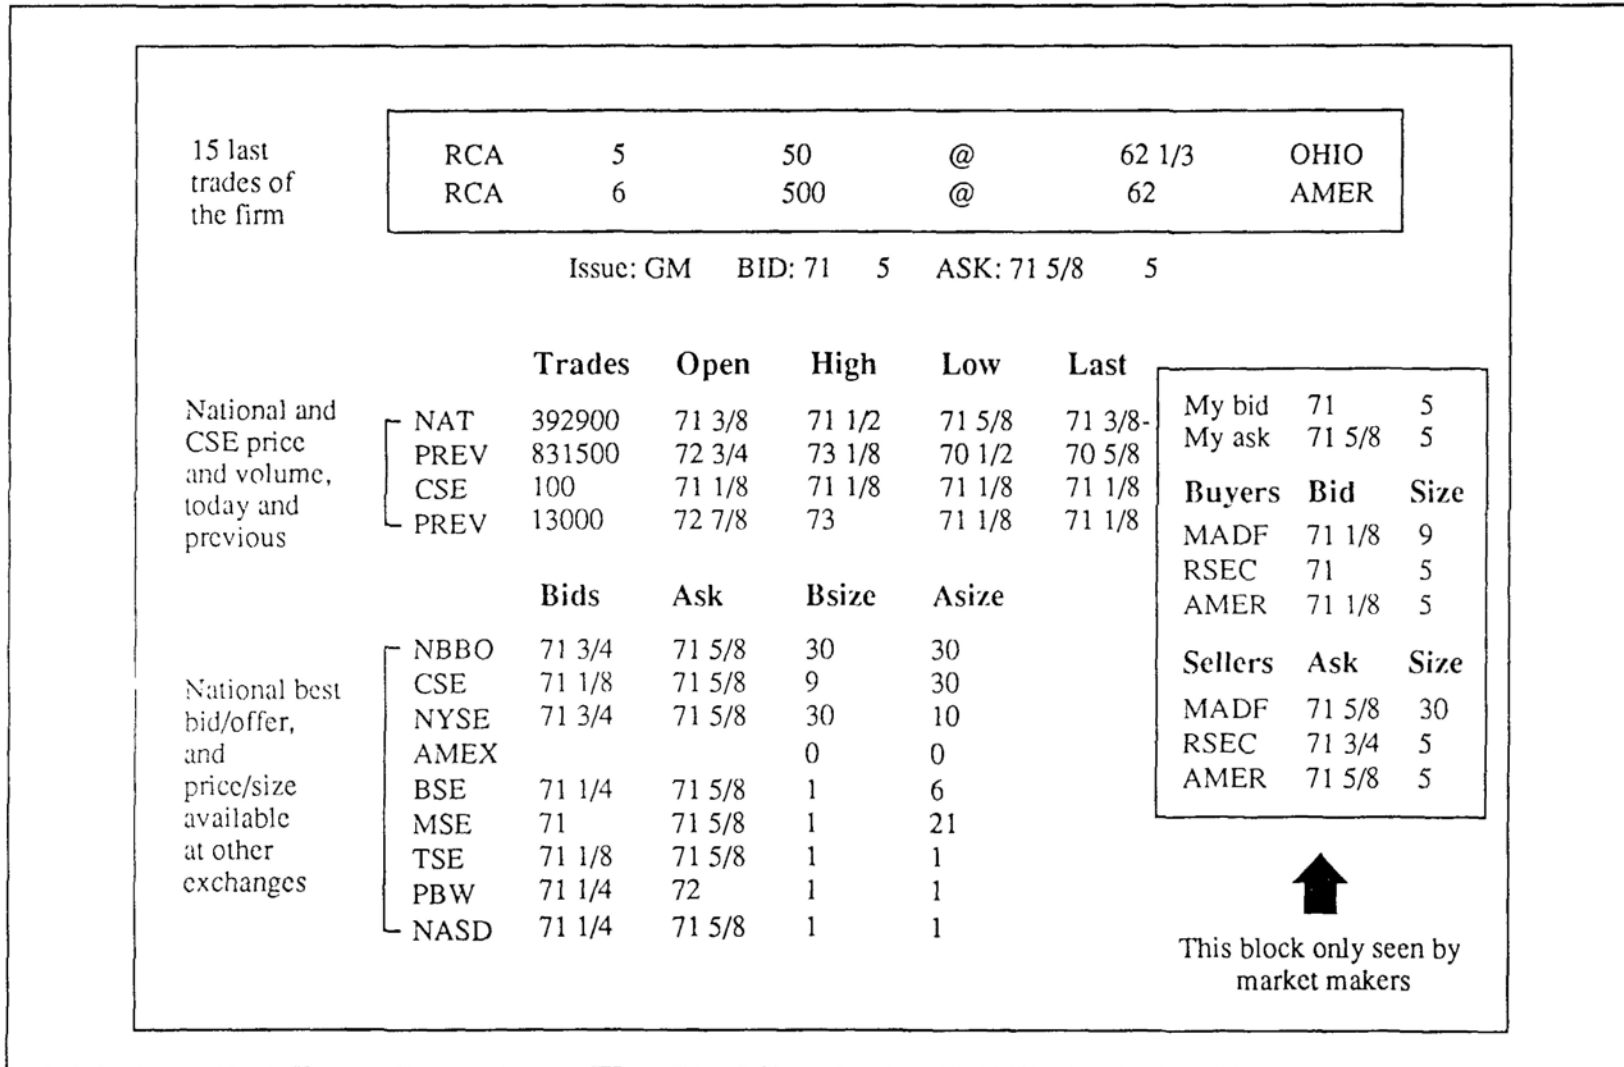 15 last
trades of
the firm
RCA 5 50 @ 62 1/3 OHIO
RCA 6 500 @ 62 AMER
Issue: GM BID: 71 5 ASK: 71 5/8 5
Trades Open High Low Last
National and
CSE price
and volume,
today and
previous
NAT 392900 71 3/8 71 1/2 71 5/8 71 3/8-
PREV 831500 72 3/4 73 1/8 70 1/2 70 5/8
CSE 100 71 1/8 71 1/8 71 1/8 71 1/8
PREV 13000 72 7/8 73 71 1/8 71 1/8
Bids Ask Bsize Asize
National best
bid/offer,
and
price/size
available
at other
exchanges
NBBO 71 3/4 71 5/8 30 30
CSE 71 1/8 71 5/8 9 30
NYSE 71 3/4 71 5/8 30 10
AMEX 0 0
BSE 71 1/4 71 5/8 1 6
MSE 71 71 5/8 1 21
TSE 71 1/8 71 5/8 1 1
PBW 71 1/4 72 1 1
NASD 71 1/4 71 5/8 1 1
My bid 71 5
My ask 71 5/8 5
Buyers Bid Size
MADF 71 1/8 9
RSEC 71 5
AMER 71 1/8 5
Sellers Ask Size
MADF 71 5/8 30
RSEC 71 3/4 5
AMER 71 5/8 5
This block only seen by
market makers